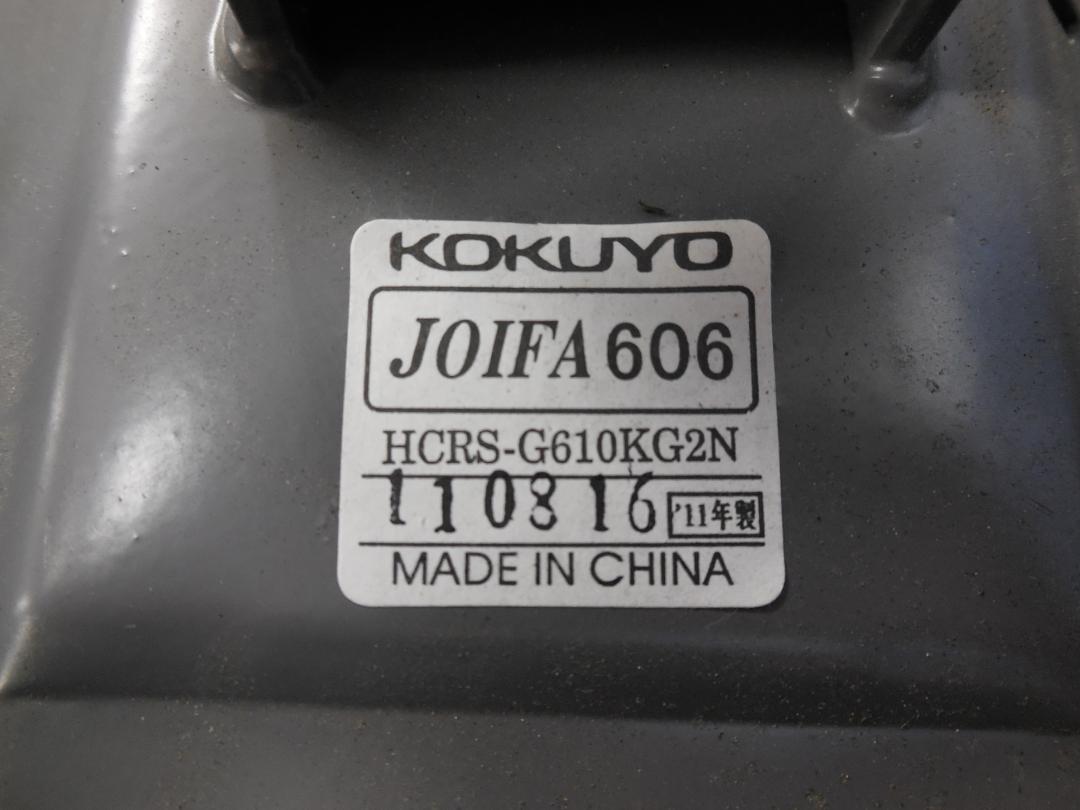 KOKUYO
JOIFA 606
HCRS-G610KG2N
110816 '11年製
MADE IN CHINA